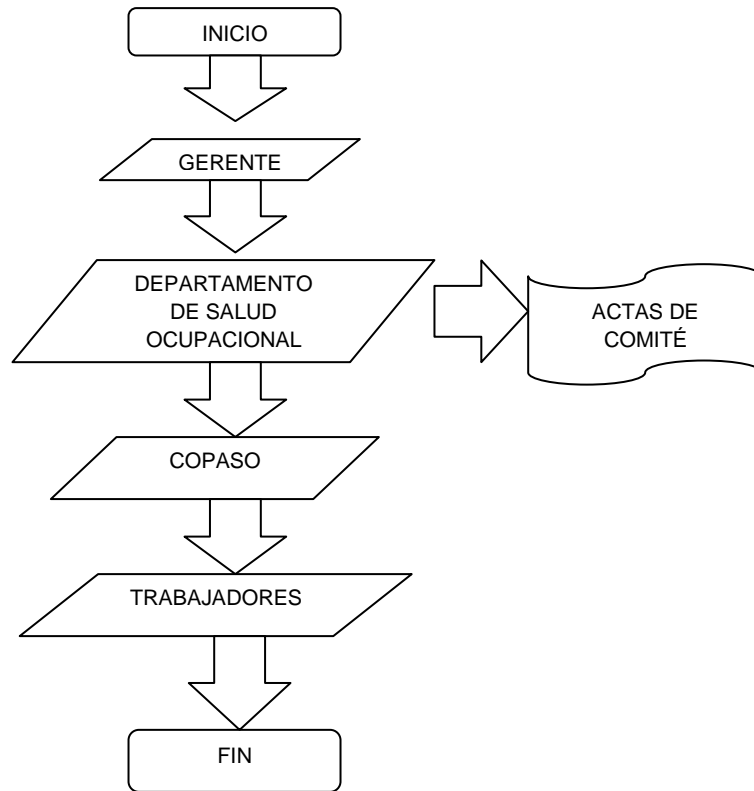 INICIO
GERENTE
DEPARTAMENTO
DE SALUD
OCUPACIONAL
ACTAS DE
COMITÉ
COPASO
TRABAJADORES
FIN